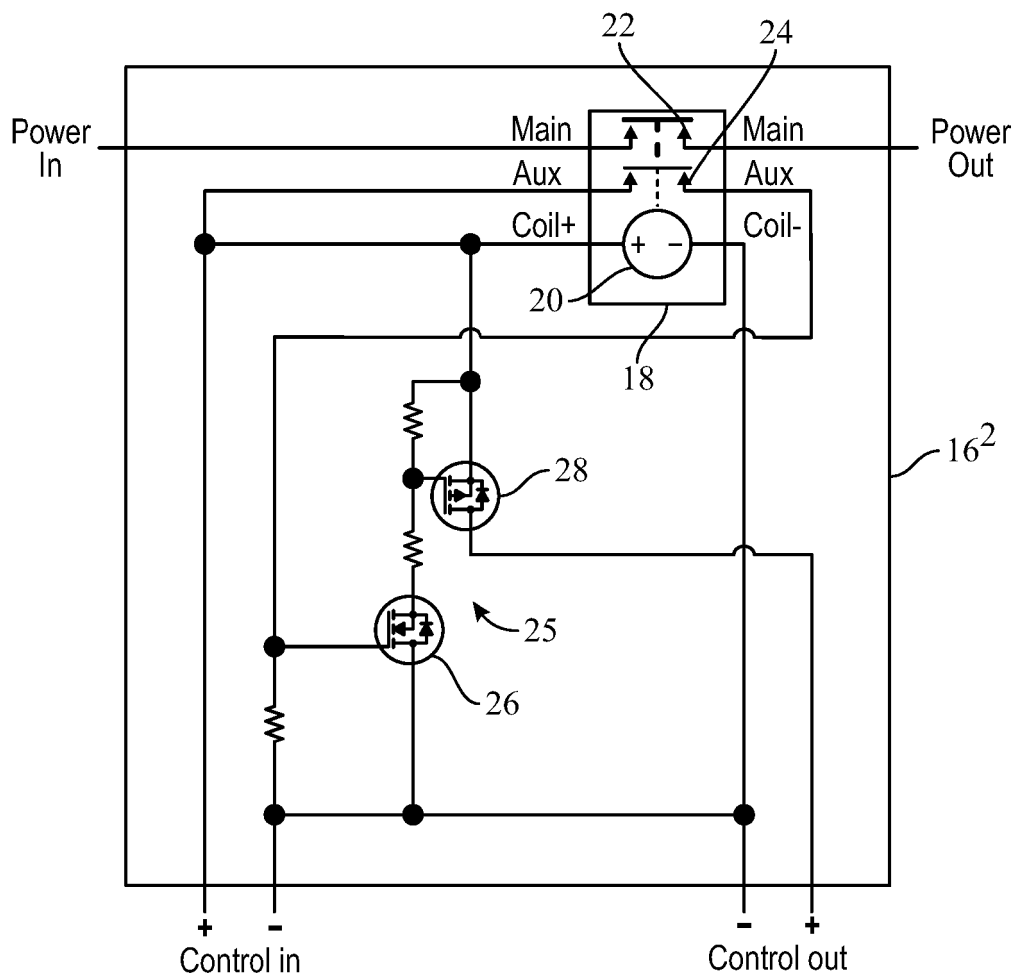 22
24
Power In
Main
Main
Power Out
Aux
Aux
Coil+
+
−
Coil-
20
18
16²
28
25
26
+
-
-
+
Control in
Control out